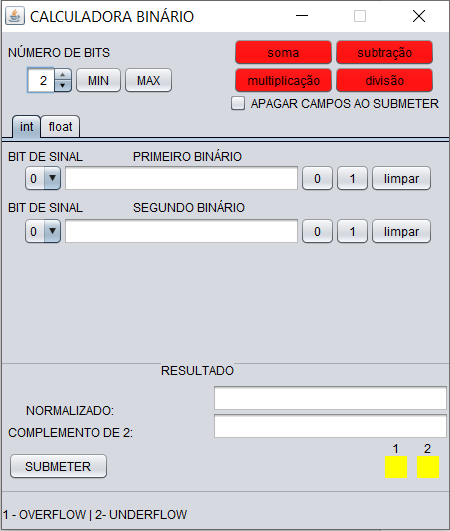 CALCULADORA BINÁRIO
NÚMERO DE BITS
soma subtração
2 MIN MAX multiplicação divisão
APAGAR CAMPOS AO SUBMETER
int float
BIT DE SINAL PRIMEIRO BINÁRIO
0 0 1 limpar
BIT DE SINAL SEGUNDO BINÁRIO
0 0 1 limpar
RESULTADO
NORMALIZADO:
COMPLEMENTO DE 2:
1 2
SUBMETER
1 - OVERFLOW | 2- UNDERFLOW